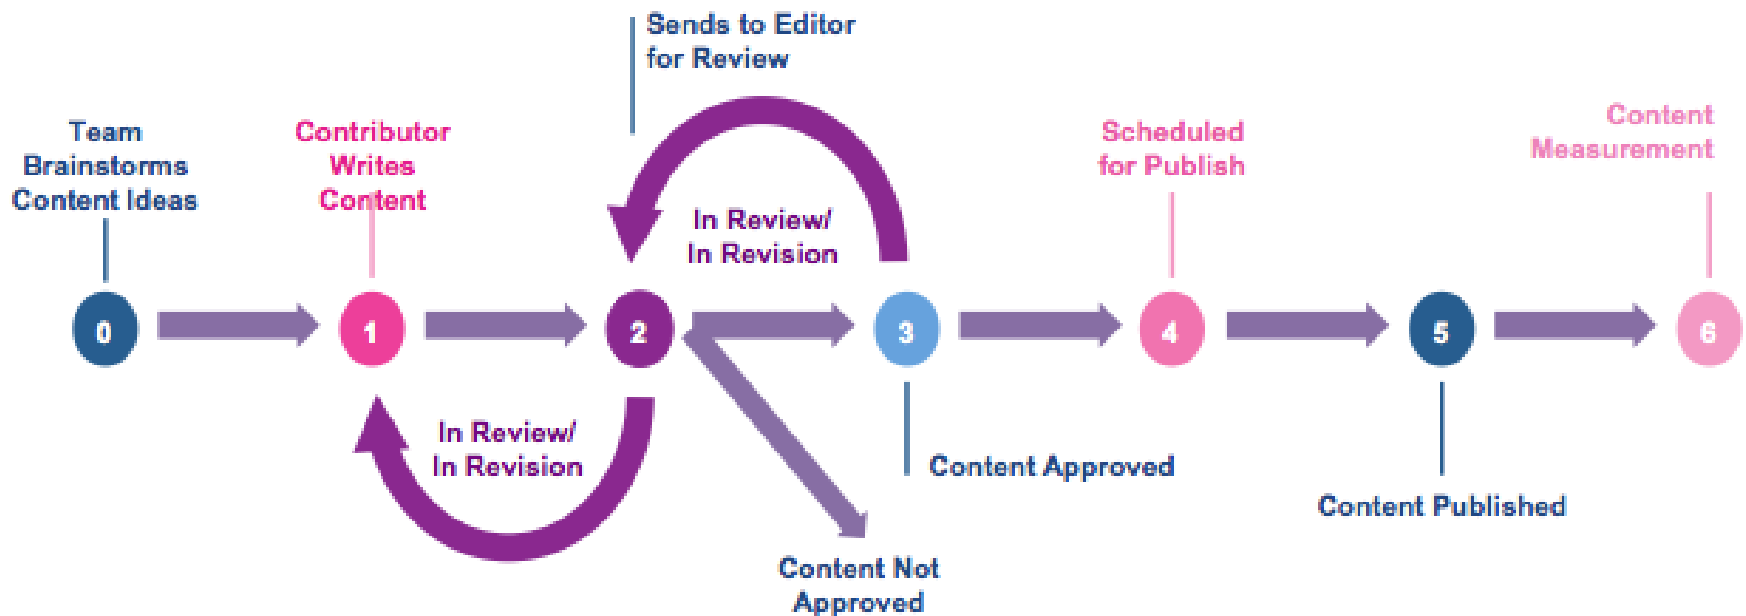 Sends to Editor
for Review
Team
Brainstorms
Content Ideas
Contributor
Writes
Content
Scheduled
for Publish
Content
Measurement
In Review/
In Revision
0
1
2
3
4
5
6
In Review/
In Revision
Content Approved
Content Published
Content Not
Approved